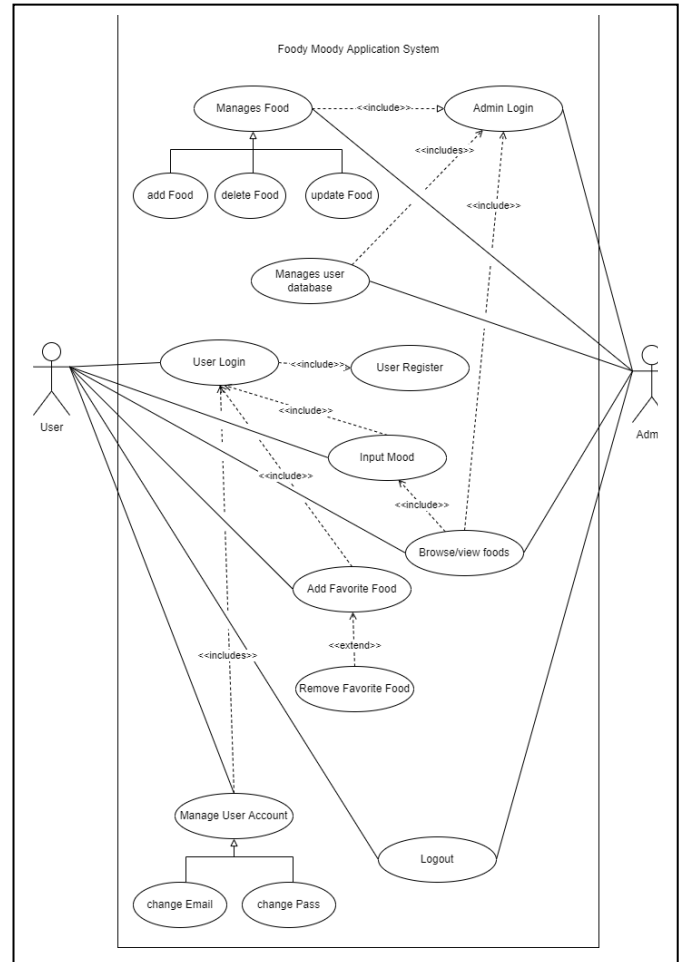 Foody Moody Application System
Manages Food
<<include>>
Admin Login
<<includes>>
<<include>>
add Food
delete Food
update Food
<<include>>
Manages user
database
User Login
<<include>>
User Register
User
Adm
<<include>>
Input Mood
<<include>>
<<include>>
Browse/view foods
Add Favorite Food
<<extend>>
<<includes>>
Remove Favorite Food
Manage User Account
Logout
change Email
change Pass